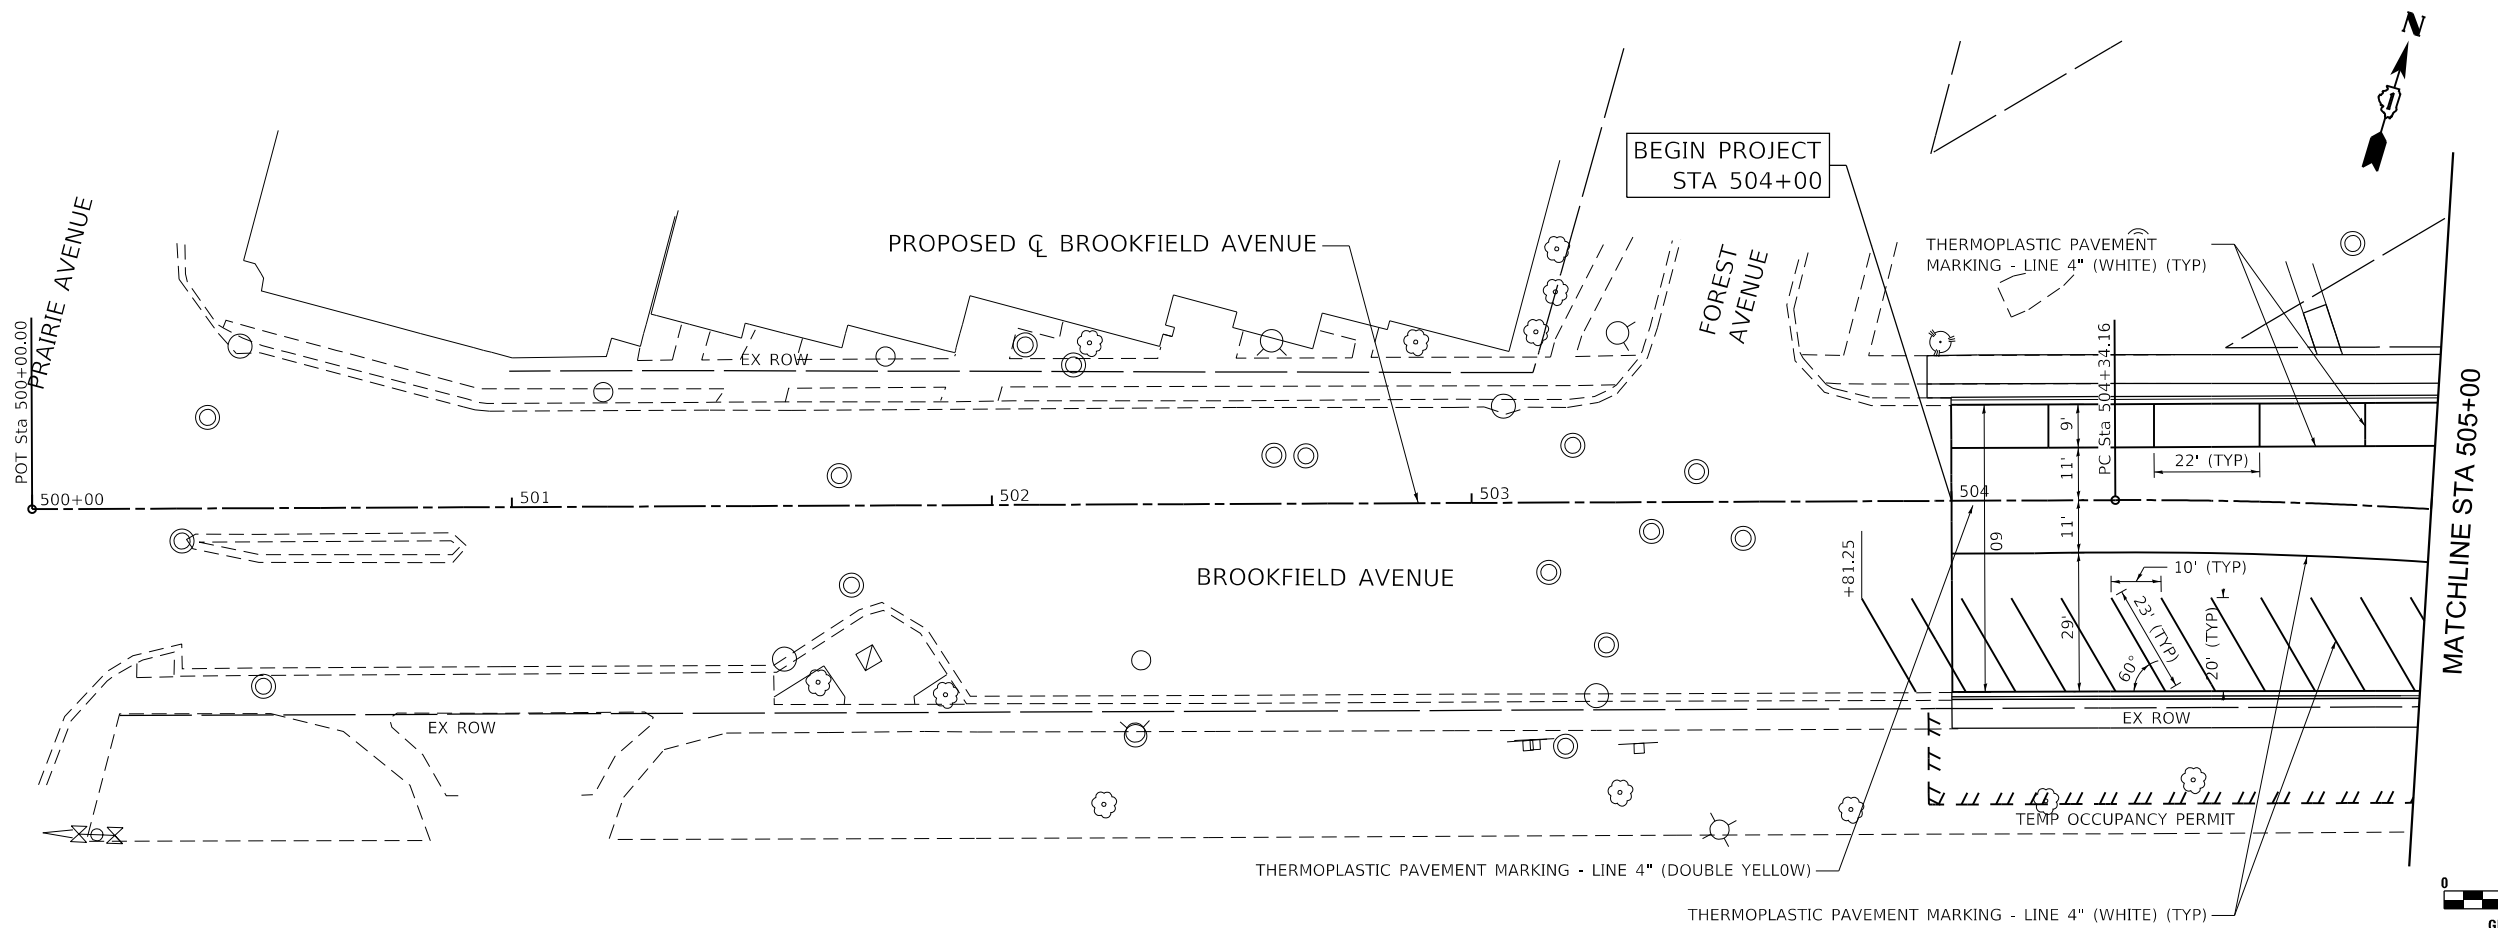 N
BEGIN PROJECT
STA 504+00
PROPOSED ℄ BROOKFIELD AVENUE
THERMOPLASTIC PAVEMENT
MARKING - LINE 4" (WHITE) (TYP)
PRAIRIE AVENUE
FOREST
AVENUE
POT Sta 500+00.00
EX ROW
PC Sta 504+34.16
MATCHLINE STA 505+00
9'
11'
22' (TYP)
500+00
501
502
503
504
11'
60
+81.25
10' (TYP)
BROOKFIELD AVENUE
29'
23' (TYP)
20' (TYP)
60°
EX ROW
EX ROW
TEMP OCCUPANCY PERMIT
THERMOPLASTIC PAVEMENT MARKING - LINE 4" (DOUBLE YELL0W)
THERMOPLASTIC PAVEMENT MARKING - LINE 4" (WHITE) (TYP)
0